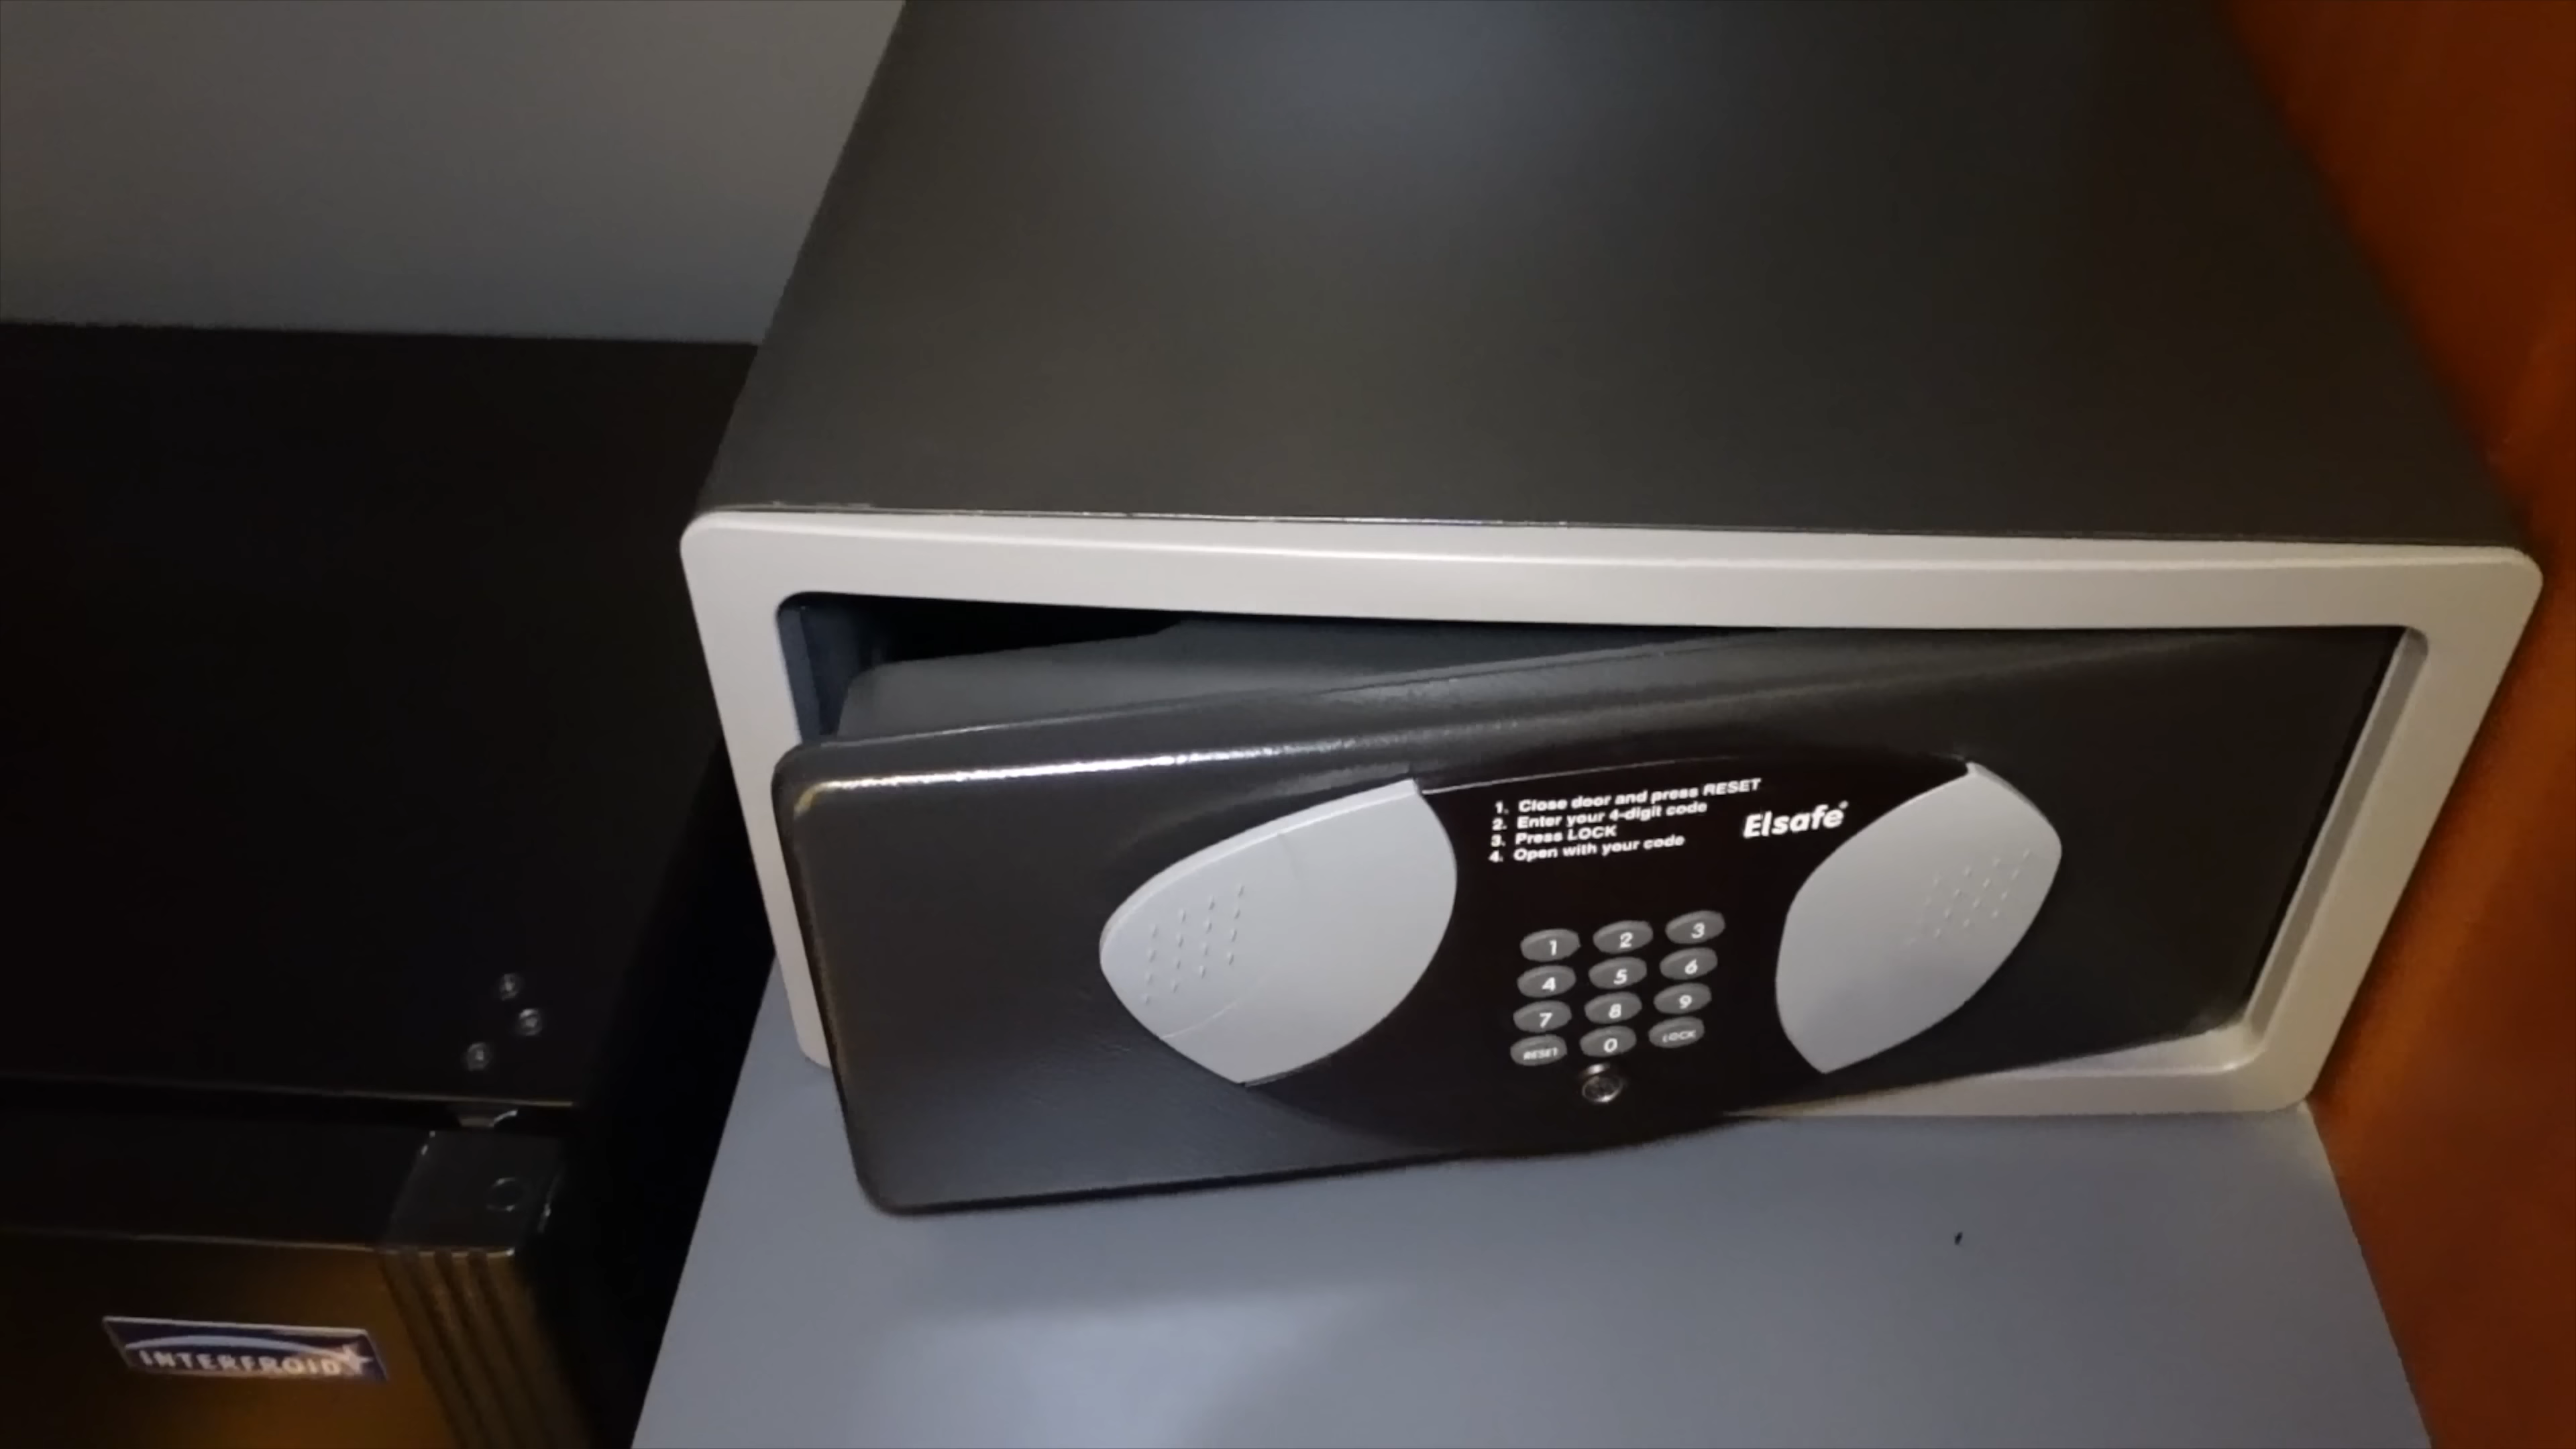 1. Close door and press RESET
2. Enter your 4-digit code
3. Press LOCK
4. Open with your code
Elsafe®
1 2 3
4 5 6
7 8 9
RESET 0 LOCK
INTERFROID